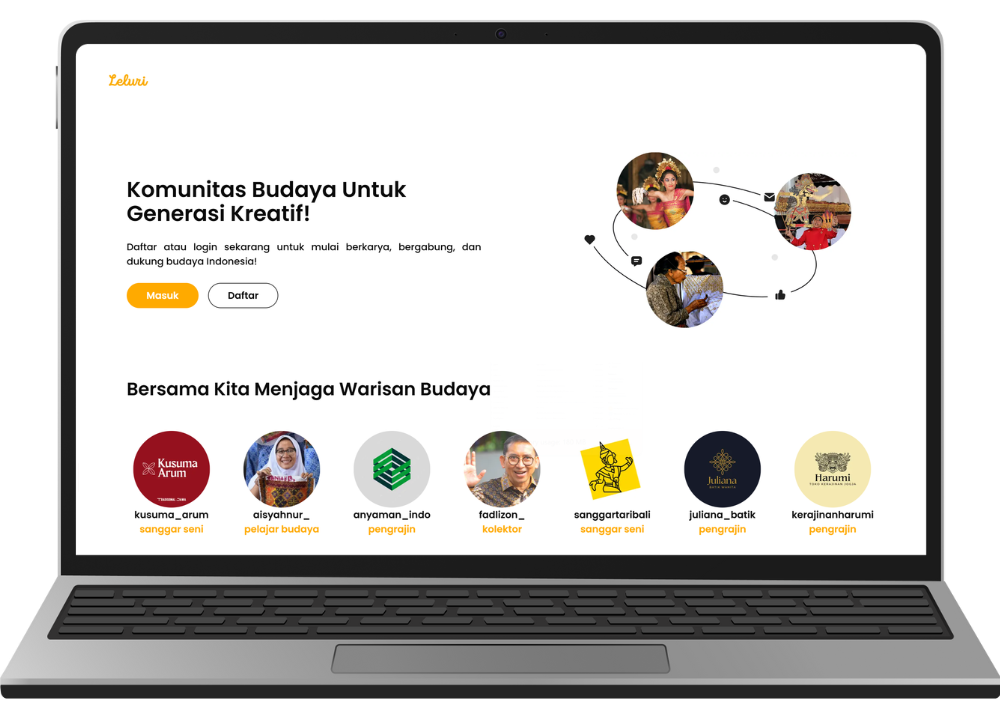 Leluri
Komunitas Budaya Untuk
Generasi Kreatif!
Daftar atau login sekarang untuk mulai berkarya, bergabung, dan
dukung budaya Indonesia!
Masuk
Daftar
Bersama Kita Menjaga Warisan Budaya
Kusuma
Arum
Juliana
Harumi
kusuma_arum
aisyahnur_
anyaman_indo
fadlizon_
sanggartaribali
juliana_batik
kerajinanharumi
sanggar seni
pelajar budaya
pengrajin
kolektor
sanggar seni
pengrajin
pengrajin